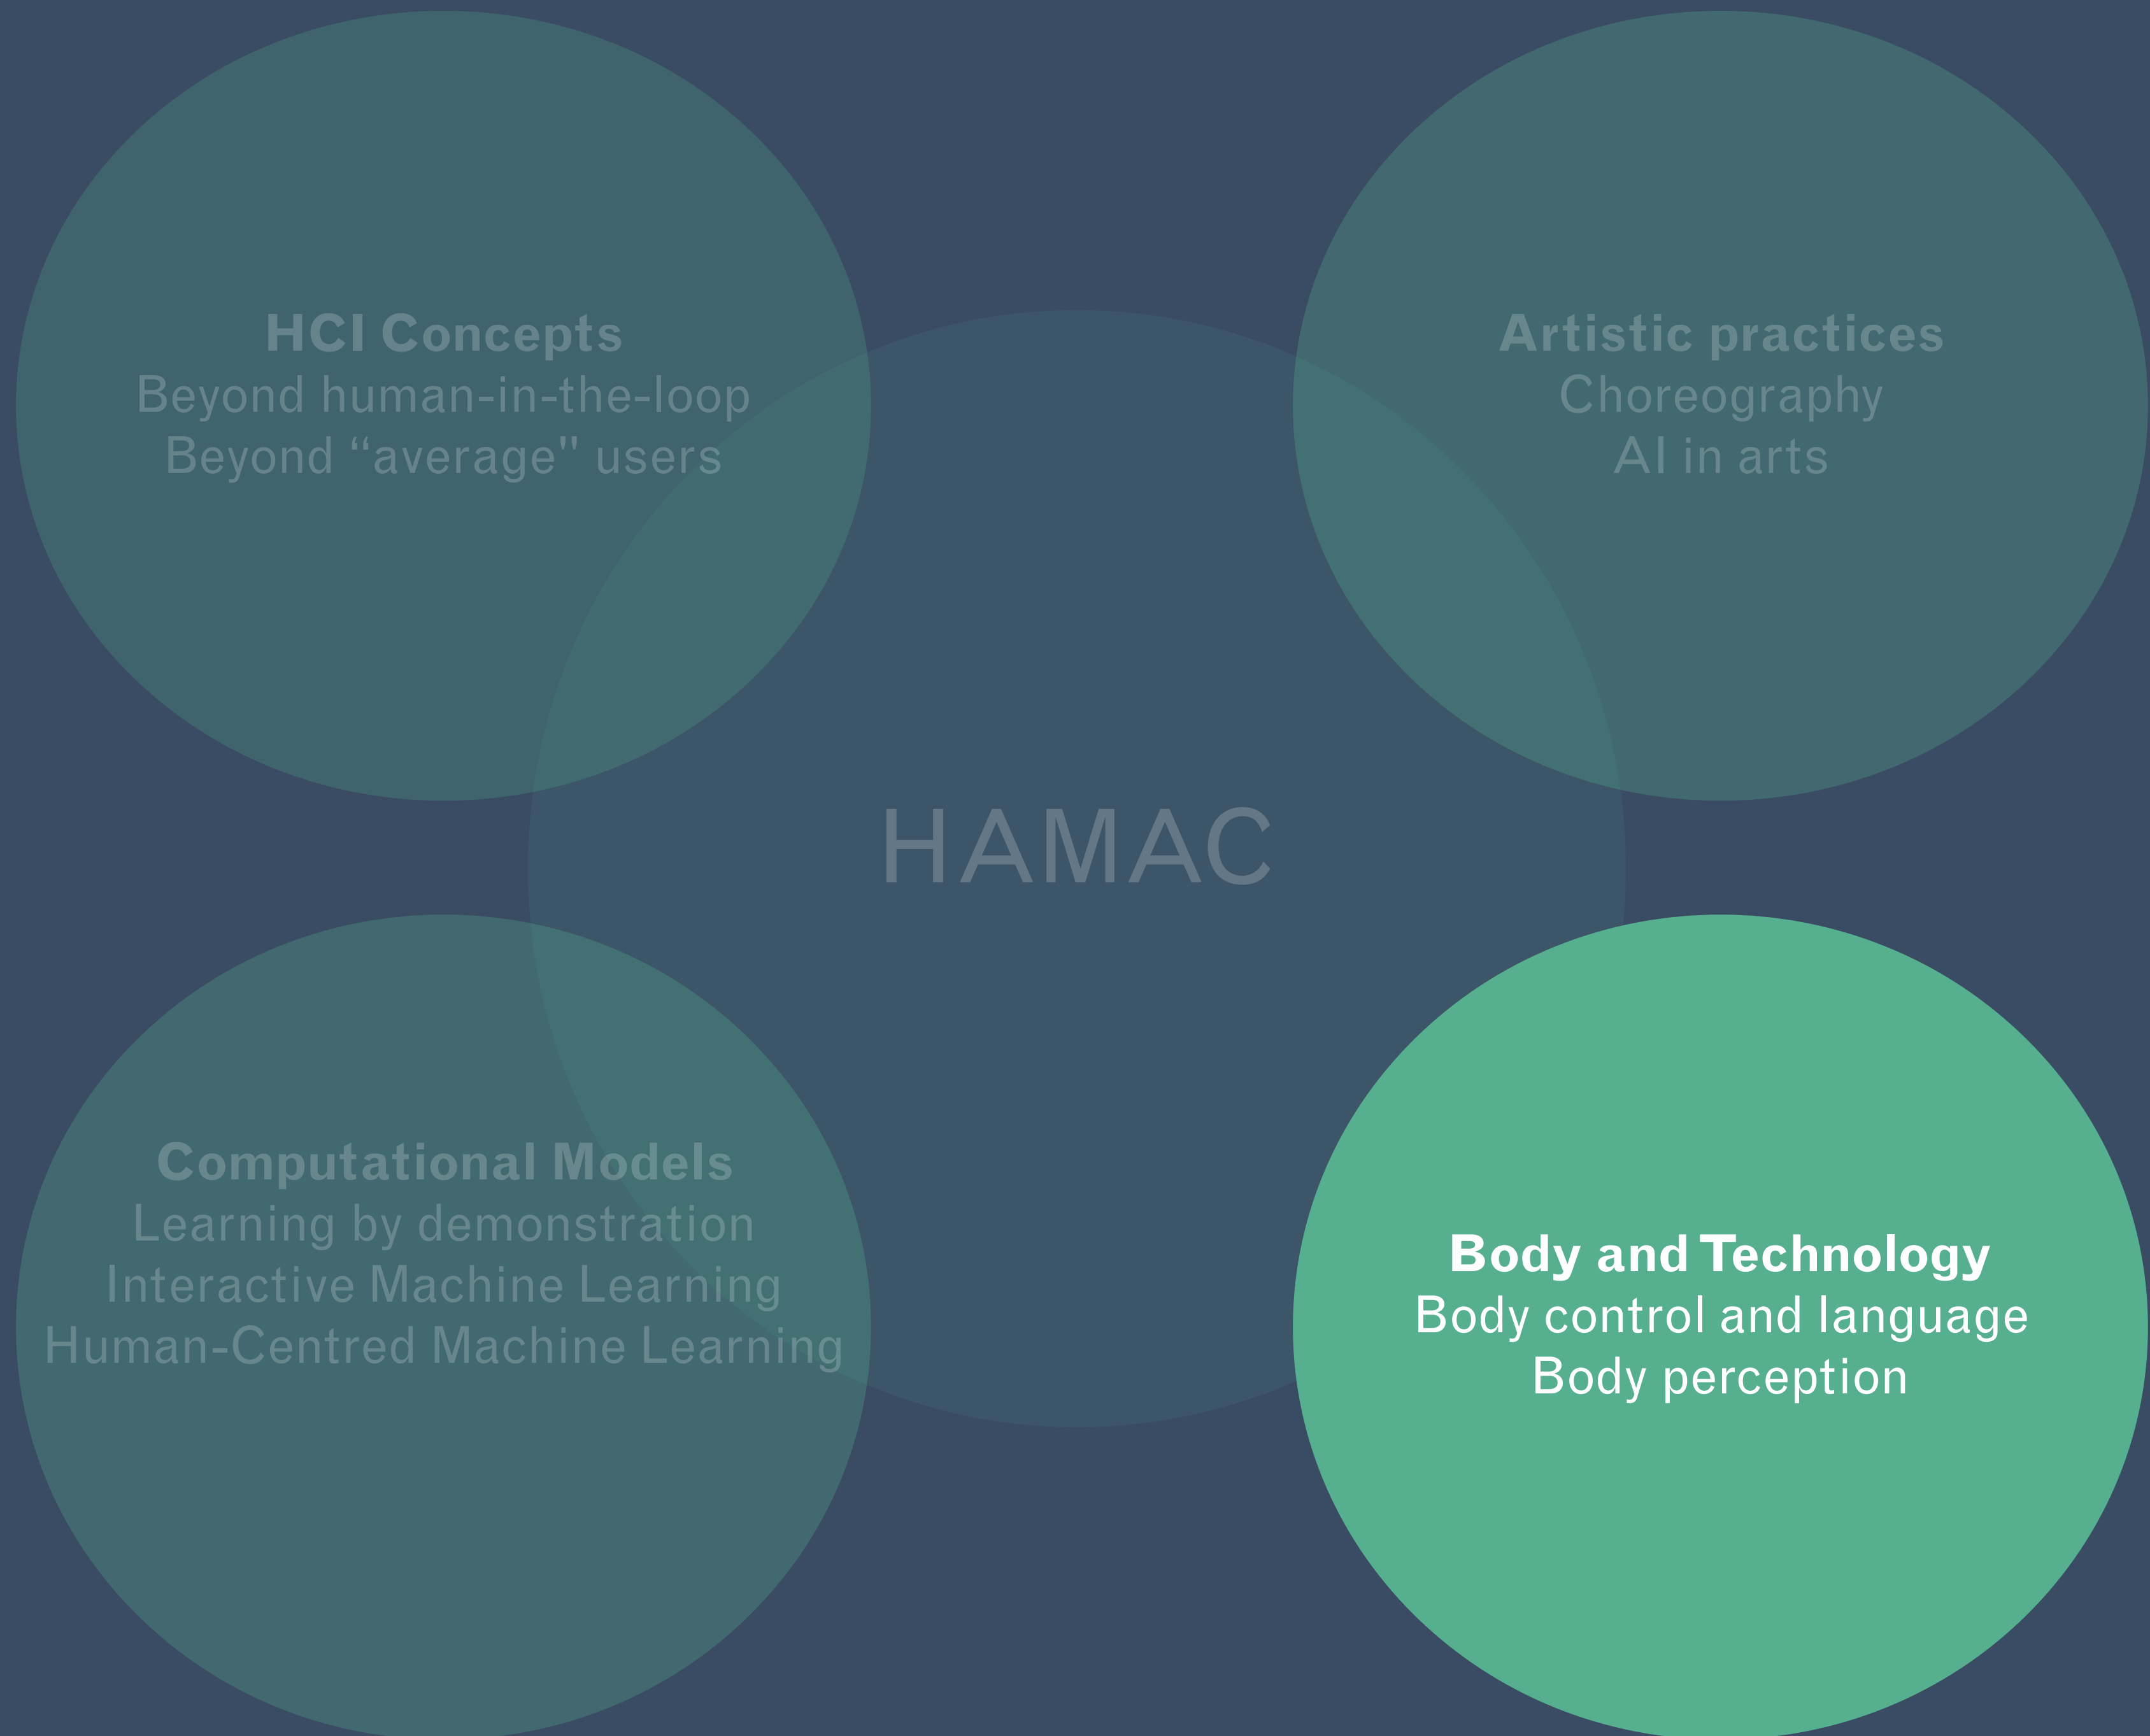 HCI Concepts
Beyond human-in-the-loop
Beyond “average" users
Artistic practices
Choreography
AI in arts
HAMAC
Computational Models
Learning by demonstration
Interactive Machine Learning
Human-Centred Machine Learning
Body and Technology
Body control and language
Body perception